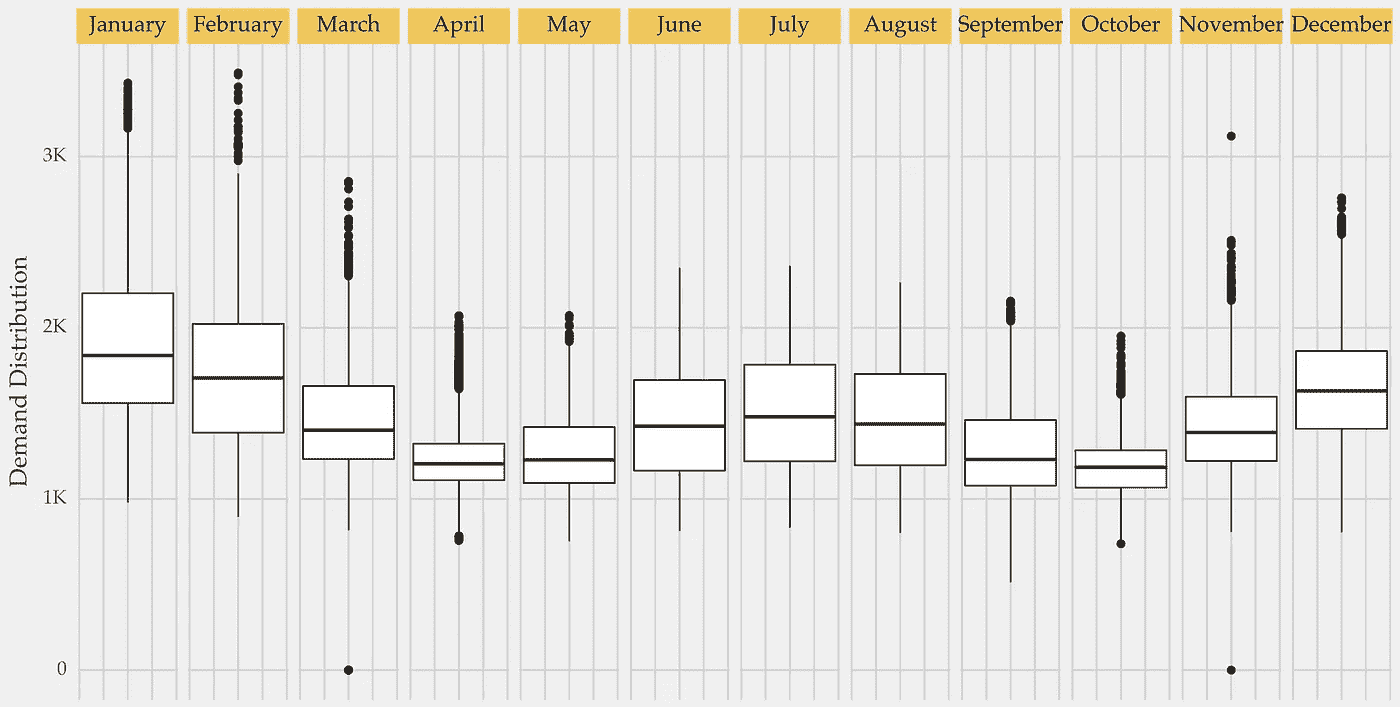 January February March April May June July August September October November December
3K
2K
1K
0
Demand Distribution